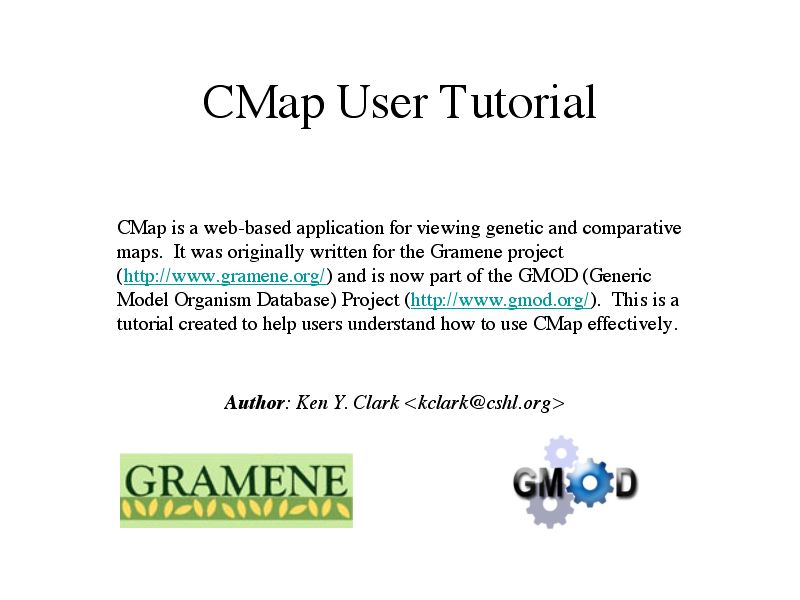 CMap User Tutorial
CMap is a web-based application for viewing genetic and comparative
maps.  It was originally written for the Gramene project
(http://www.gramene.org/) and is now part of the GMOD (Generic
Model Organism Database) Project (http://www.gmod.org/).  This is a
tutorial created to help users understand how to use CMap effectively.
Author: Ken Y. Clark <kclark@cshl.org>
GRAMENE
GMOD